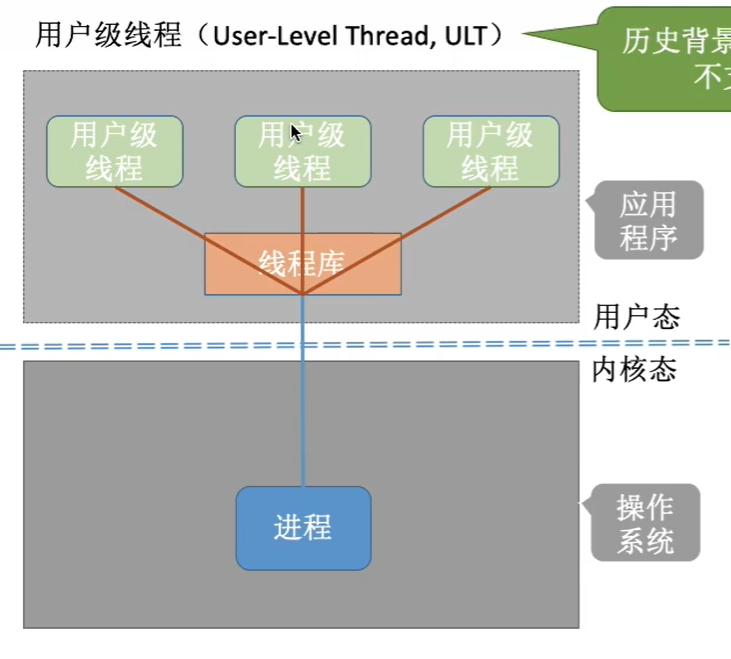 用户级线程（User-Level Thread, ULT）
历史背景
不
用户级
线程
用户级
线程
用户级
线程
应用
程序
线程库
用户态
内核态
进程
操作
系统